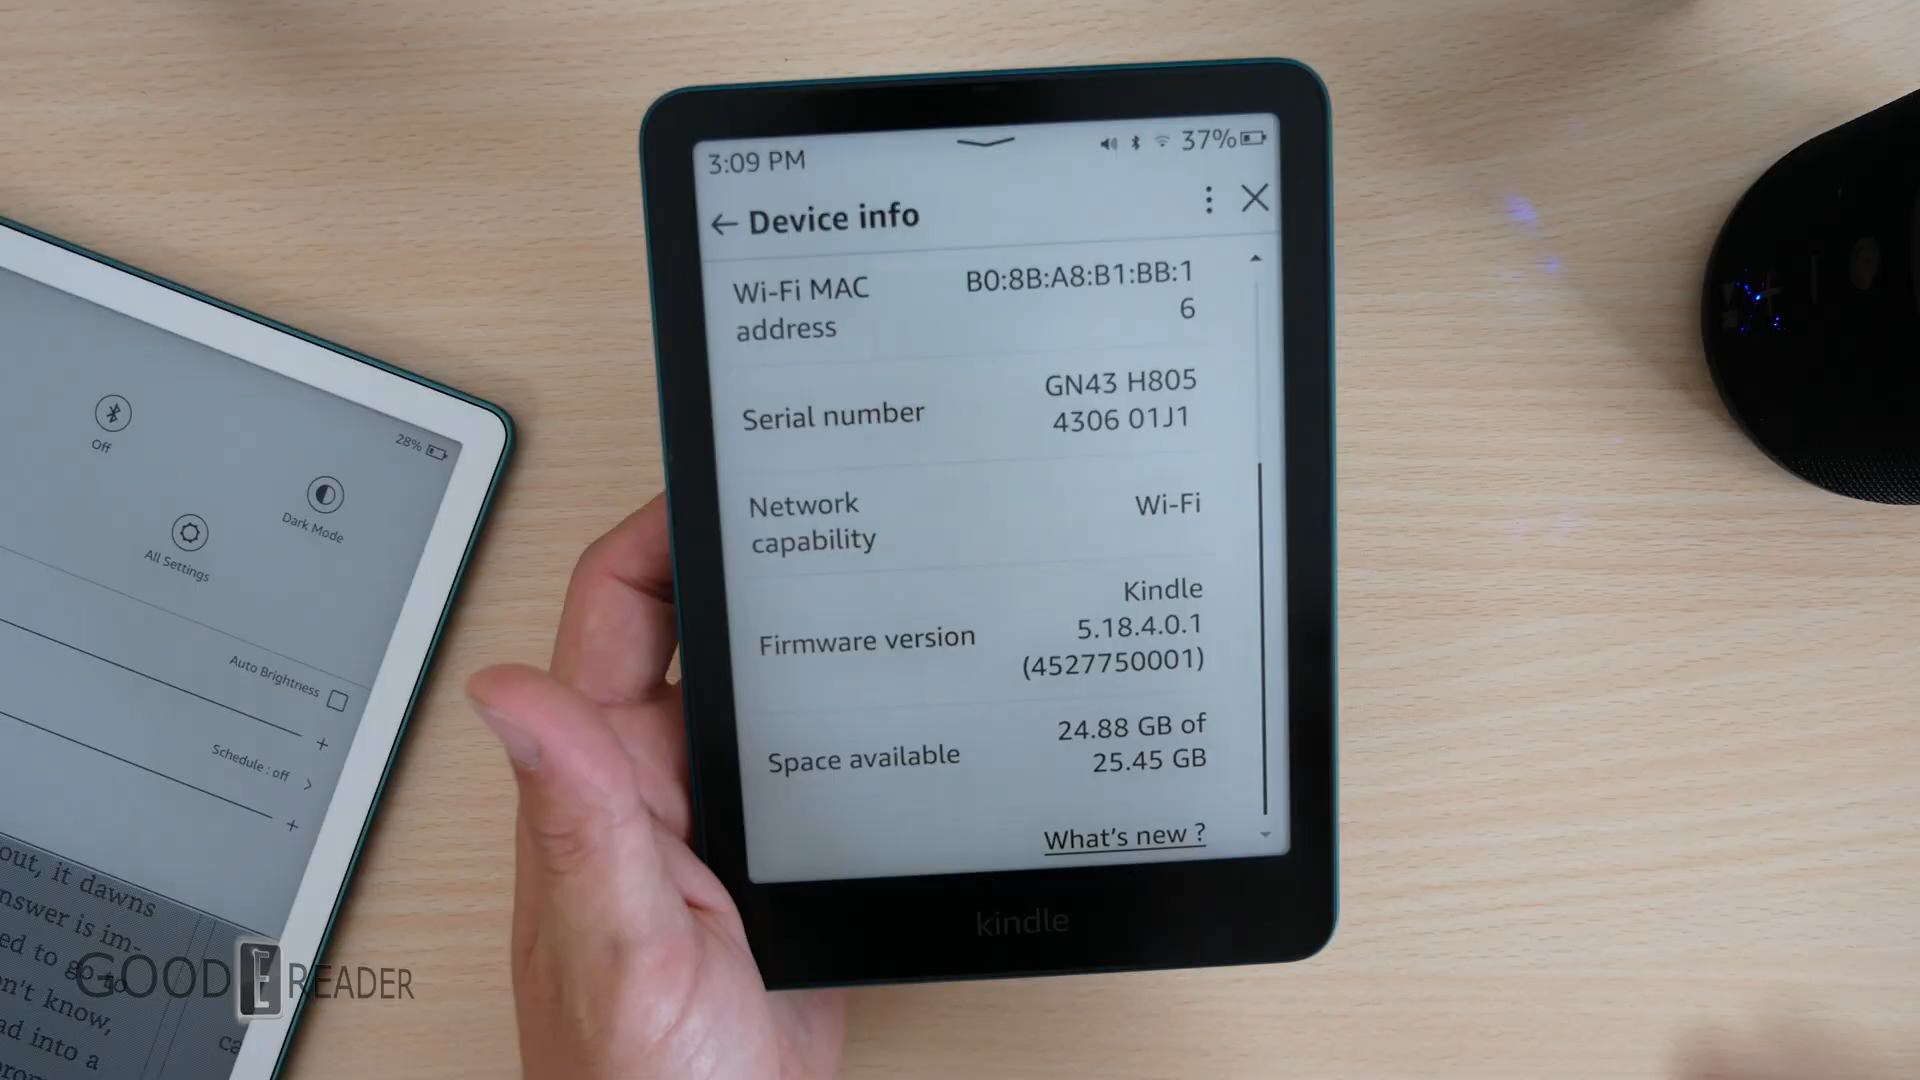 3:09 PM
37%
Device info
Wi-Fi MAC
address
B0:8B:A8:B1:BB:1
6
Serial number
GN43 H805
4306 01J1
Network
capability
Wi-Fi
Firmware version
Kindle
5.18.4.0.1
(4527750001)
Space available
24.88 GB of
25.45 GB
What's new ?
kindle
28%
Off
Dark Mode
All Settings
Auto Brightness
Schedule : off
out, it dawns
nswer is im-
ed to go to
n't know,
ad into a
ca
GOOD E READER